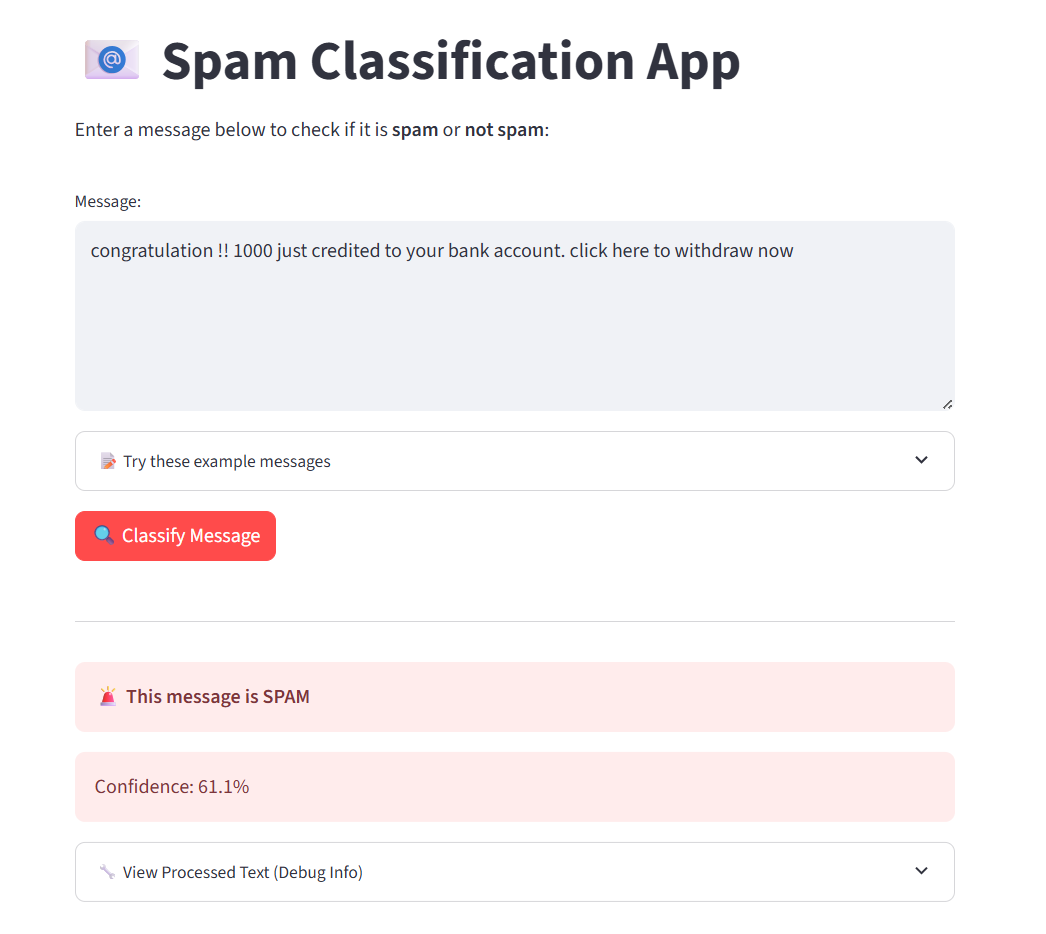 Spam Classification App
Enter a message below to check if it is spam or not spam:
Message:
congratulation !! 1000 just credited to your bank account. click here to withdraw now
Try these example messages
Classify Message
This message is SPAM
Confidence: 61.1%
View Processed Text (Debug Info)